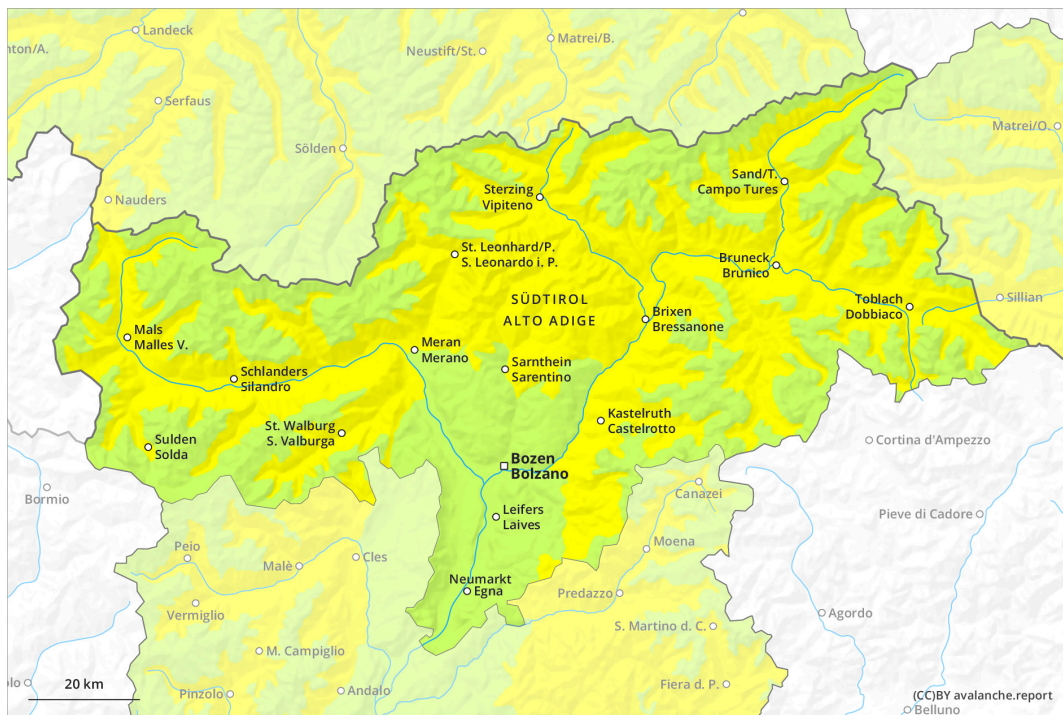 Landeck
nton/A.
Neustift/St.
Matrei/B.
Serfaus
Sölden
Matrei/O.
Nauders
Sand/T.
Campo Tures
Sterzing
Vipiteno
St. Leonhard/P.
S. Leonardo i. P.
Bruneck
Brunico
SÜDTIROL
ALTO ADIGE
Toblach
Dobbiaco
Sillian
Brixen
Bressanone
Mals
Malles V.
Meran
Merano
Schlanders
Silandro
Sarnthein
Sarentino
Kastelruth
Castelrotto
St. Walburg
S. Valburga
Sulden
Solda
Cortina d'Ampezzo
Bozen
Bolzano
Bormio
Canazei
Leifers
Laives
Pieve di Cadore
Peio
Cles
Malè
Moena
Neumarkt
Egna
Predazzo
Vermiglio
Agordo
S. Martino d. C.
M. Campiglio
olo
20 km
Pinzolo
Andalo
Fiera d. P.
(CC)BY avalanche.report
Belluno